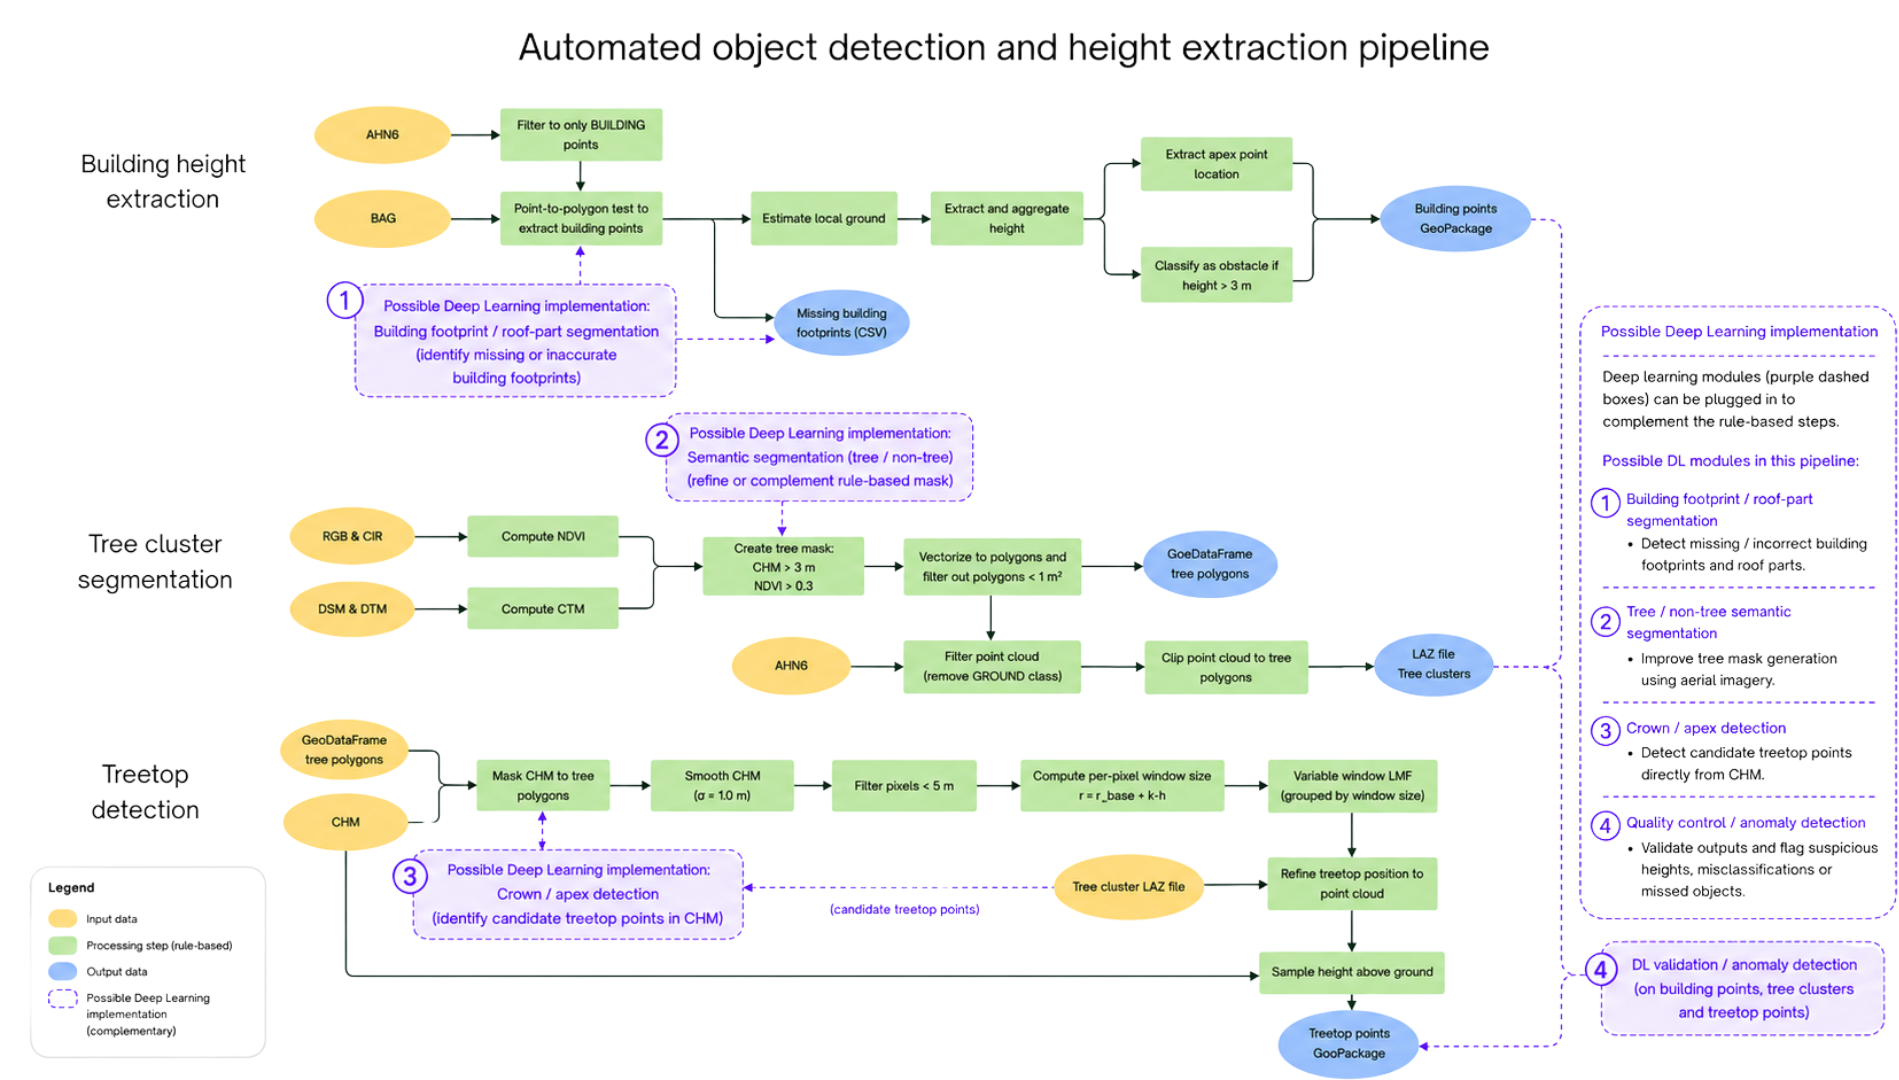 Automated object detection and height extraction pipeline
Building height
extraction
AHN6
Filter to only BUILDING
points
BAG
Point-to-polygon test to
extract building points
Estimate local ground
Extract and aggregate
height
Extract apex point
location
Classify as obstacle if
height > 3 m
Building points
GeoPackage
Missing building
footprints (CSV)
1
Possible Deep Learning implementation:
Building footprint / roof-part segmentation
(identify missing or inaccurate
building footprints)
2
Possible Deep Learning implementation:
Semantic segmentation (tree / non-tree)
(refine or complement rule-based mask)
Tree cluster
segmentation
RGB & CIR
Compute NDVI
DSM & DTM
Compute CTM
Create tree mask:
CHM > 3 m
NDVI > 0.3
Vectorize to polygons and
filter out polygons < 1 m²
GoeDataFrame
tree polygons
AHN6
Filter point cloud
(remove GROUND class)
Clip point cloud to tree
polygons
LAZ file
Tree clusters
Treetop
detection
GeoDataFrame
tree polygons
CHM
Mask CHM to tree
polygons
Smooth CHM
(σ = 1.0 m)
Filter pixels < 5 m
Compute per-pixel window size
r = r_base + k-h
Variable window LMF
(grouped by window size)
3
Possible Deep Learning implementation:
Crown / apex detection
(identify candidate treetop points in CHM)
(candidate treetop points)
Tree cluster LAZ file
Refine treetop position to
point cloud
Sample height above ground
Treetop points
GooPackage
Legend
Input data
Processing step (rule-based)
Output data
Possible Deep Learning
implementation
(complementary)
Possible Deep Learning implementation
Deep learning modules (purple dashed
boxes) can be plugged in to
complement the rule-based steps.
Possible DL modules in this pipeline:
1
Building footprint / roof-part
segmentation
• Detect missing / incorrect building
footprints and roof parts.
2
Tree / non-tree semantic
segmentation
• Improve tree mask generation
using aerial imagery.
3
Crown / apex detection
• Detect candidate treetop points
directly from CHM.
4
Quality control / anomaly detection
• Validate outputs and flag suspicious
heights, misclassifications or
missed objects.
4
DL validation / anomaly detection
(on building points, tree clusters
and treetop points)